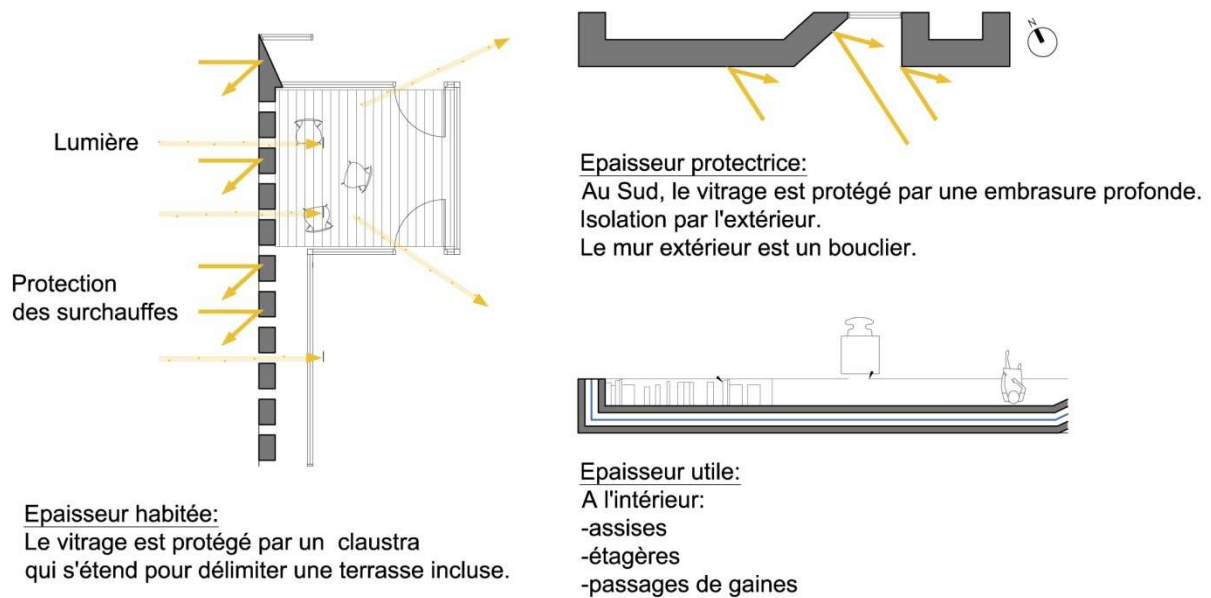 Lumière
Protection
des surchauffes
Epaisseur habitée:
Le vitrage est protégé par un claustra
qui s'étend pour délimiter une terrasse incluse.
N
Epaisseur protectrice:
Au Sud, le vitrage est protégé par une embrasure profonde.
Isolation par l'extérieur.
Le mur extérieur est un bouclier.
Epaisseur utile:
A l'intérieur:
-assises
-étagères
-passages de gaines